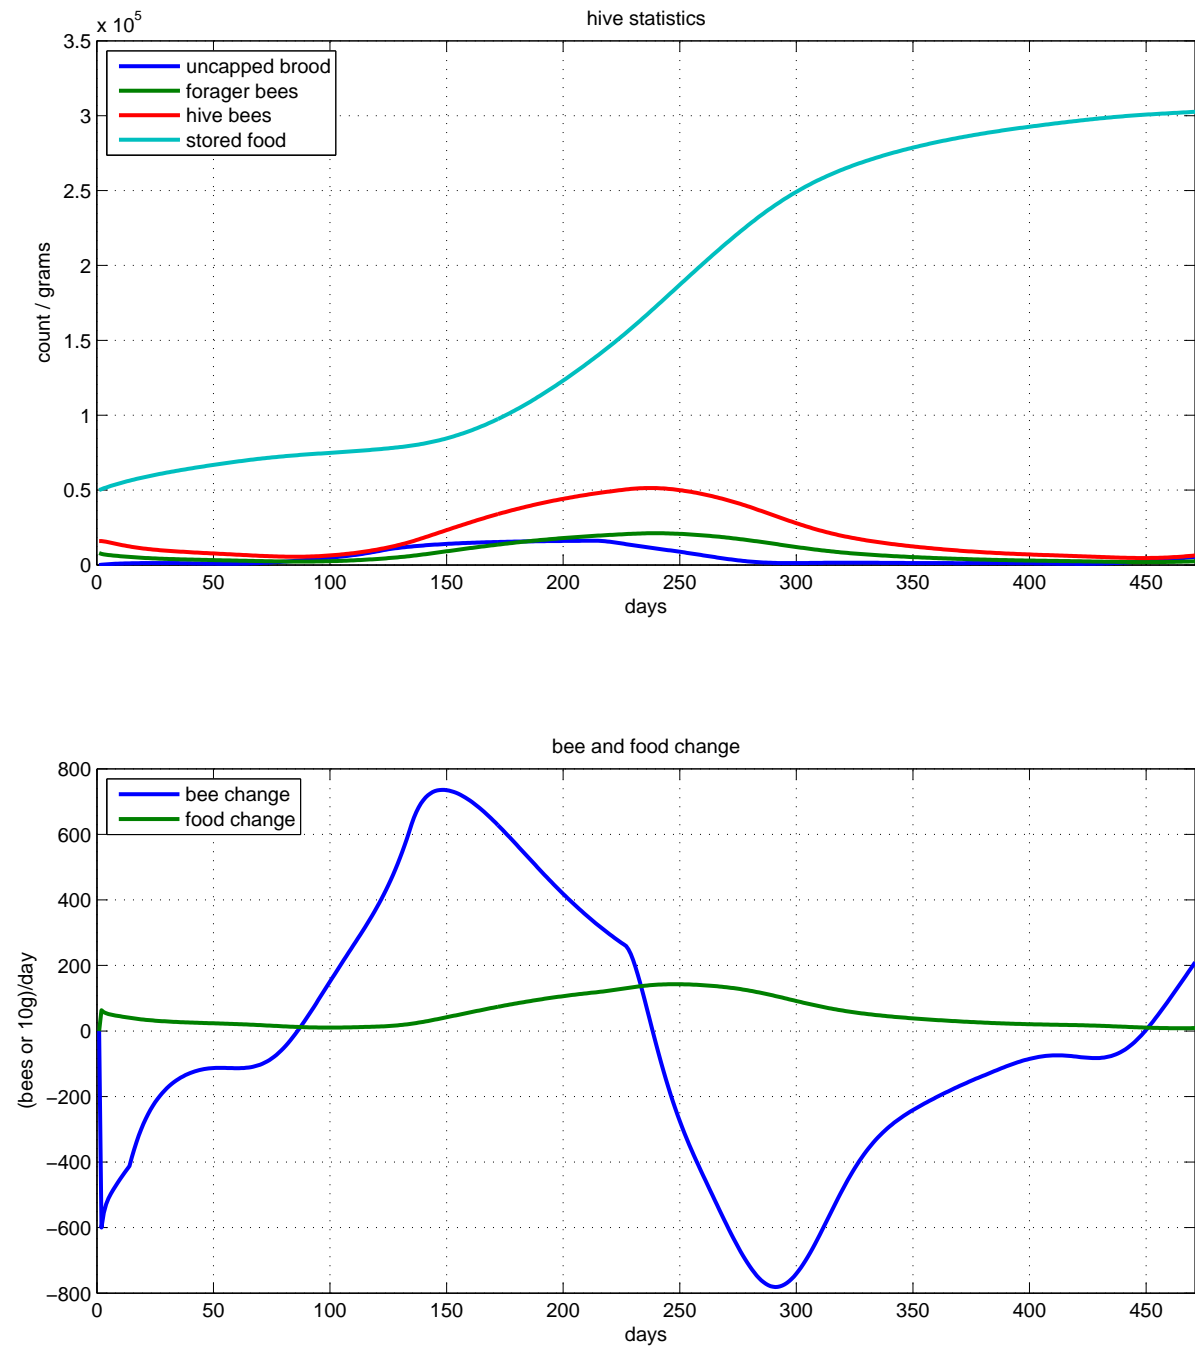 hive statistics
x 10^5
3.5
3
2.5
2
1.5
1
0.5
0
count / grams
uncapped brood
forager bees
hive bees
stored food
0 50 100 150 200 250 300 350 400 450
days
bee and food change
800
600
400
200
0
−200
−400
−600
−800
(bees or 10g)/day
bee change
food change
0 50 100 150 200 250 300 350 400 450
days